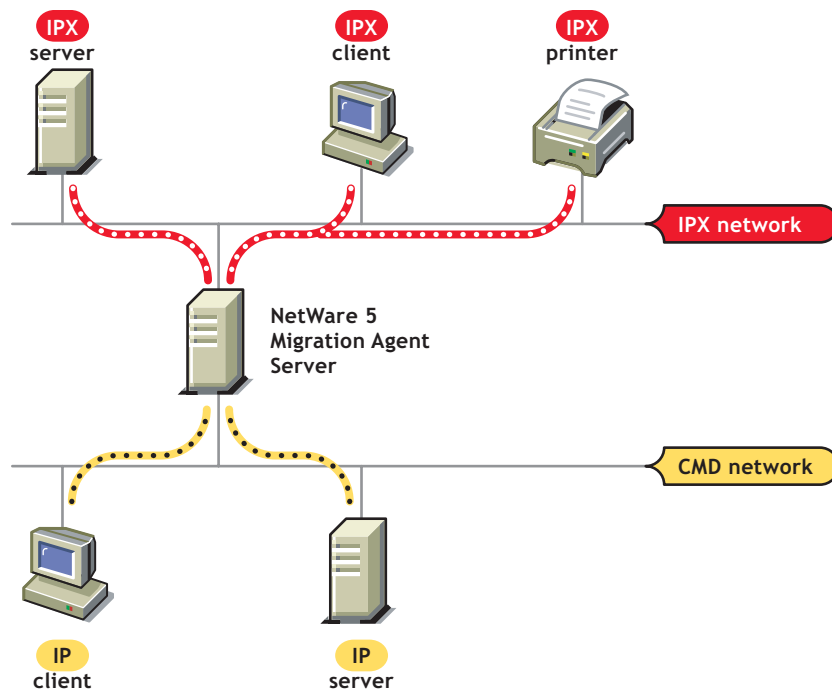 IPX
server
IPX
client
IPX
printer
IPX network
NetWare 5
Migration Agent
Server
CMD network
IP
client
IP
server